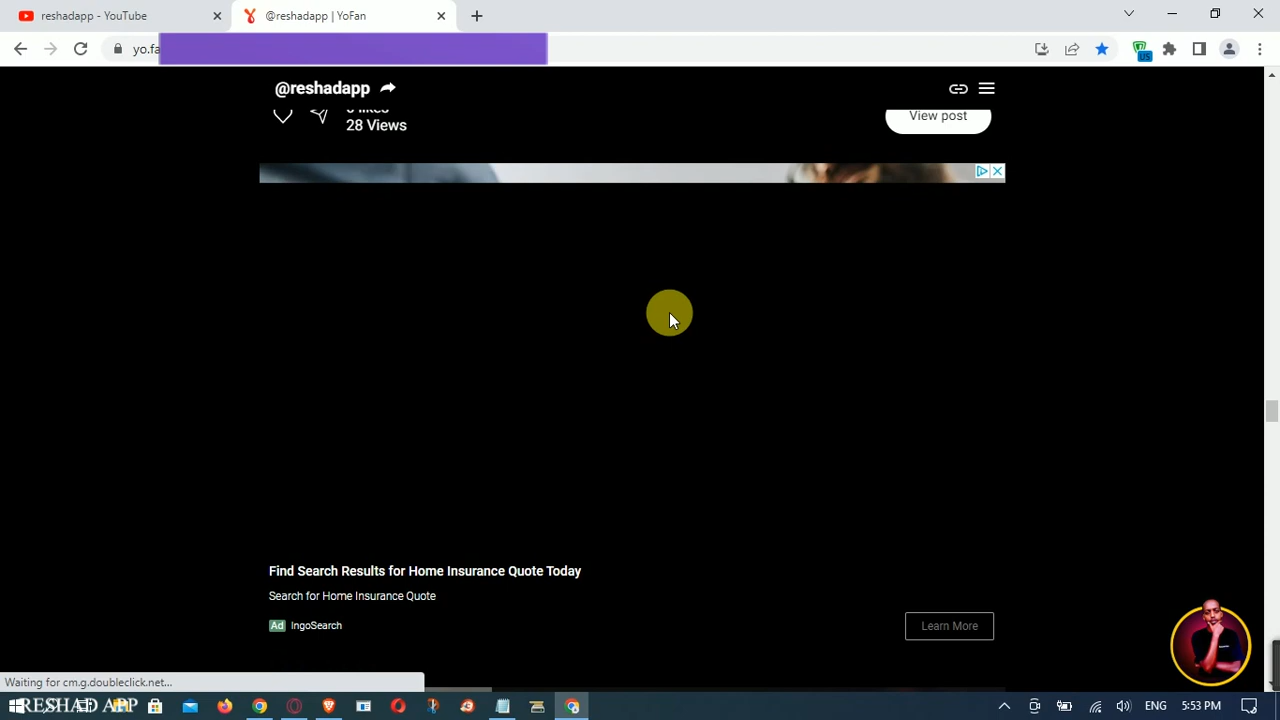 reshadapp - YouTube
@reshadapp | YoFan
yo.fa
US
@reshadapp
28 Views
View post
Find Search Results for Home Insurance Quote Today
Search for Home Insurance Quote
Ad IngoSearch
Learn More
Waiting for cm.g.doubleclick.net...
RESHAD APP
ENG
5:53 PM